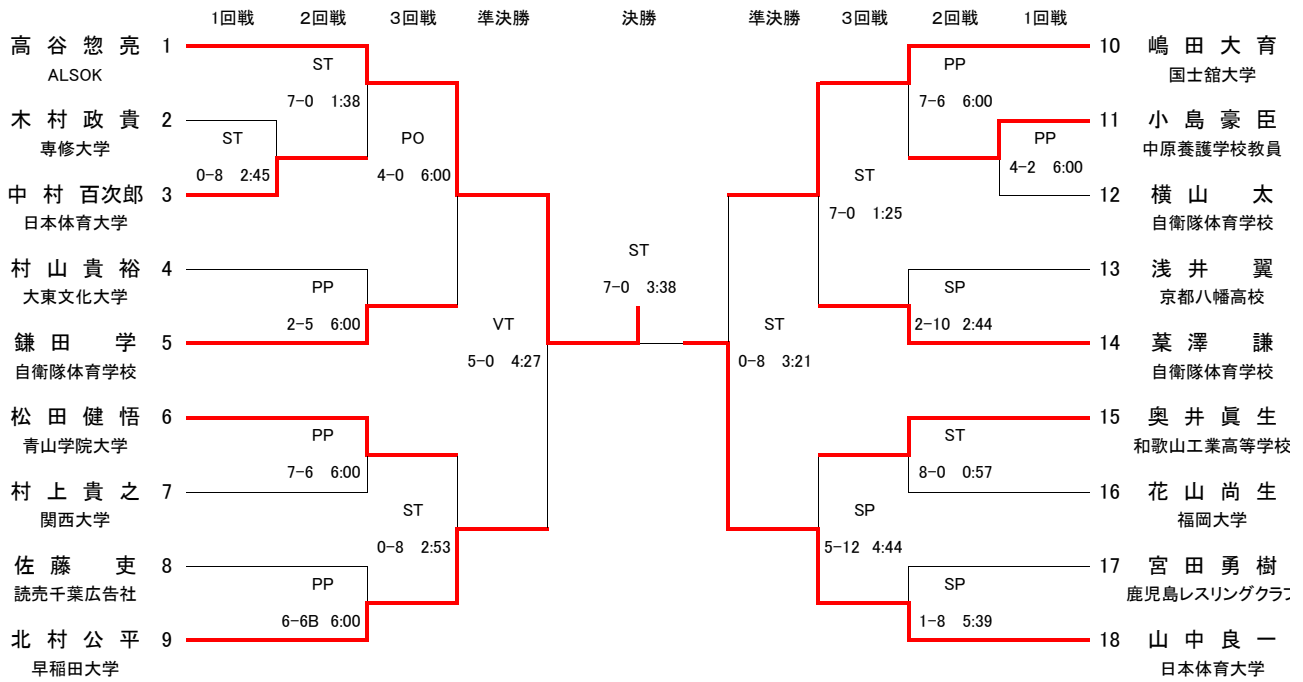 1回戦 2回戦 3回戦 準決勝 決勝 準決勝 3回戦 2回戦 1回戦
高谷惣亮 1
ALSOK
木村政貴 2
専修大学
中村百次郎 3
日本体育大学
村山貴裕 4
大東文化大学
鎌田 学 5
自衛隊体育学校
松田健悟 6
青山学院大学
村上貴之 7
関西大学
佐藤 吏 8
読売千葉広告社
北村公平 9
早稲田大学
ST
7-0 1:38
ST
0-8 2:45
PO
4-0 6:00
PP
2-5 6:00
VT
5-0 4:27
PP
7-6 6:00
ST
0-8 2:53
PP
6-6B 6:00
ST
7-0 3:38
ST
0-8 3:21
PP
7-6 6:00
PP
4-2 6:00
ST
7-0 1:25
SP
2-10 2:44
ST
8-0 0:57
SP
5-12 4:44
SP
1-8 5:39
10 嶋田大育
国士舘大学
11 小島豪臣
中原養護学校教員
12 横山 太
自衛隊体育学校
13 浅井 翼
京都八幡高校
14 葈澤 謙
自衛隊体育学校
15 奥井眞生
和歌山工業高等学校
16 花山尚生
福岡大学
17 宮田勇樹
鹿児島レスリングクラブ
18 山中良一
日本体育大学